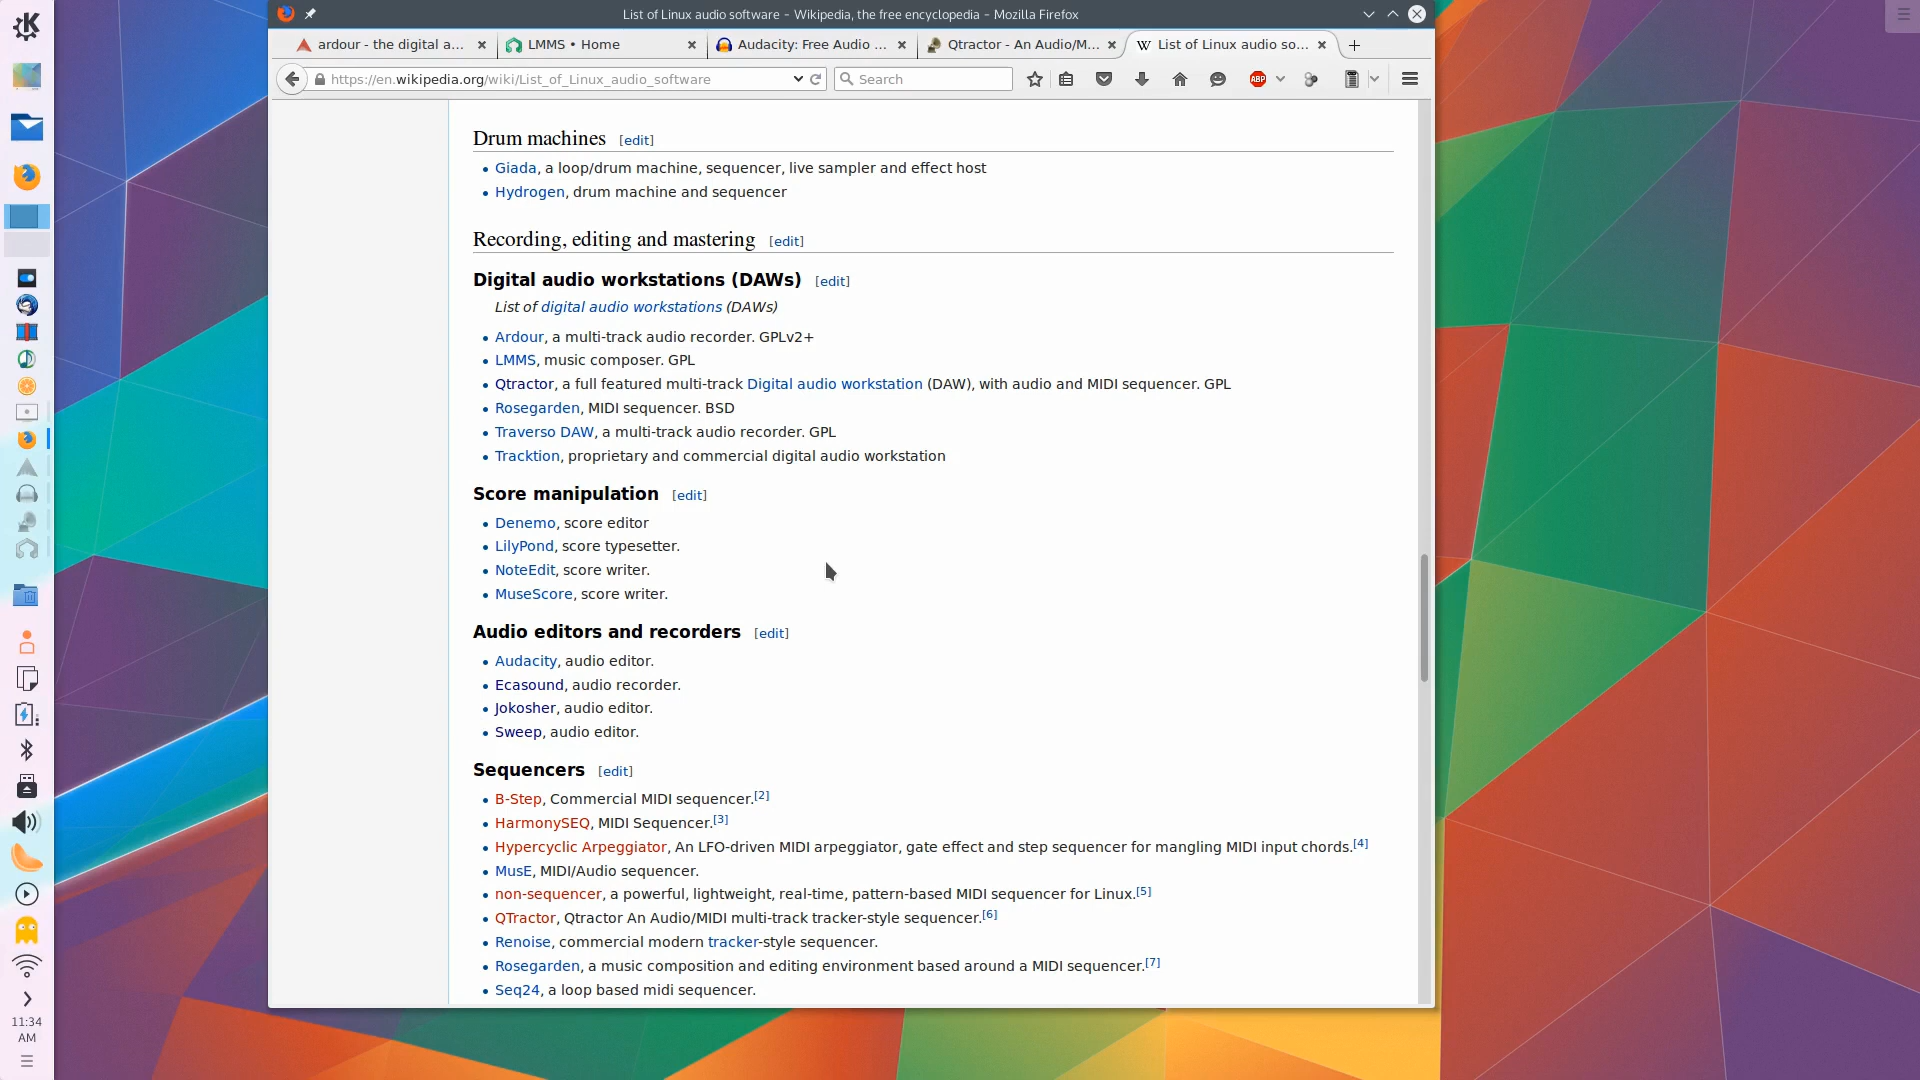 List of Linux audio software – Wikipedia, the free encyclopedia – Mozilla Firefox
ardour - the digital a...
LMMS • Home
Audacity: Free Audio ...
Qtractor - An Audio/M...
W List of Linux audio so...
https://en.wikipedia.org/wiki/List_of_Linux_audio_software
Search
ABP
Drum machines [edit]
Giada, a loop/drum machine, sequencer, live sampler and effect host
Hydrogen, drum machine and sequencer
Recording, editing and mastering [edit]
Digital audio workstations (DAWs) [edit]
List of digital audio workstations (DAWs)
Ardour, a multi-track audio recorder. GPLv2+
LMMS, music composer. GPL
Qtractor, a full featured multi-track Digital audio workstation (DAW), with audio and MIDI sequencer. GPL
Rosegarden, MIDI sequencer. BSD
Traverso DAW, a multi-track audio recorder. GPL
Tracktion, proprietary and commercial digital audio workstation
Score manipulation [edit]
Denemo, score editor
LilyPond, score typesetter.
NoteEdit, score writer.
MuseScore, score writer.
Audio editors and recorders [edit]
Audacity, audio editor.
Ecasound, audio recorder.
Jokosher, audio editor.
Sweep, audio editor.
Sequencers [edit]
B-Step, Commercial MIDI sequencer.[2]
HarmonySEQ, MIDI Sequencer.[3]
Hypercyclic Arpeggiator, An LFO-driven MIDI arpeggiator, gate effect and step sequencer for mangling MIDI input chords.[4]
MusE, MIDI/Audio sequencer.
non-sequencer, a powerful, lightweight, real-time, pattern-based MIDI sequencer for Linux.[5]
QTractor, Qtractor An Audio/MIDI multi-track tracker-style sequencer.[6]
Renoise, commercial modern tracker-style sequencer.
Rosegarden, a music composition and editing environment based around a MIDI sequencer.[7]
Seq24, a loop based midi sequencer.
11:34
AM